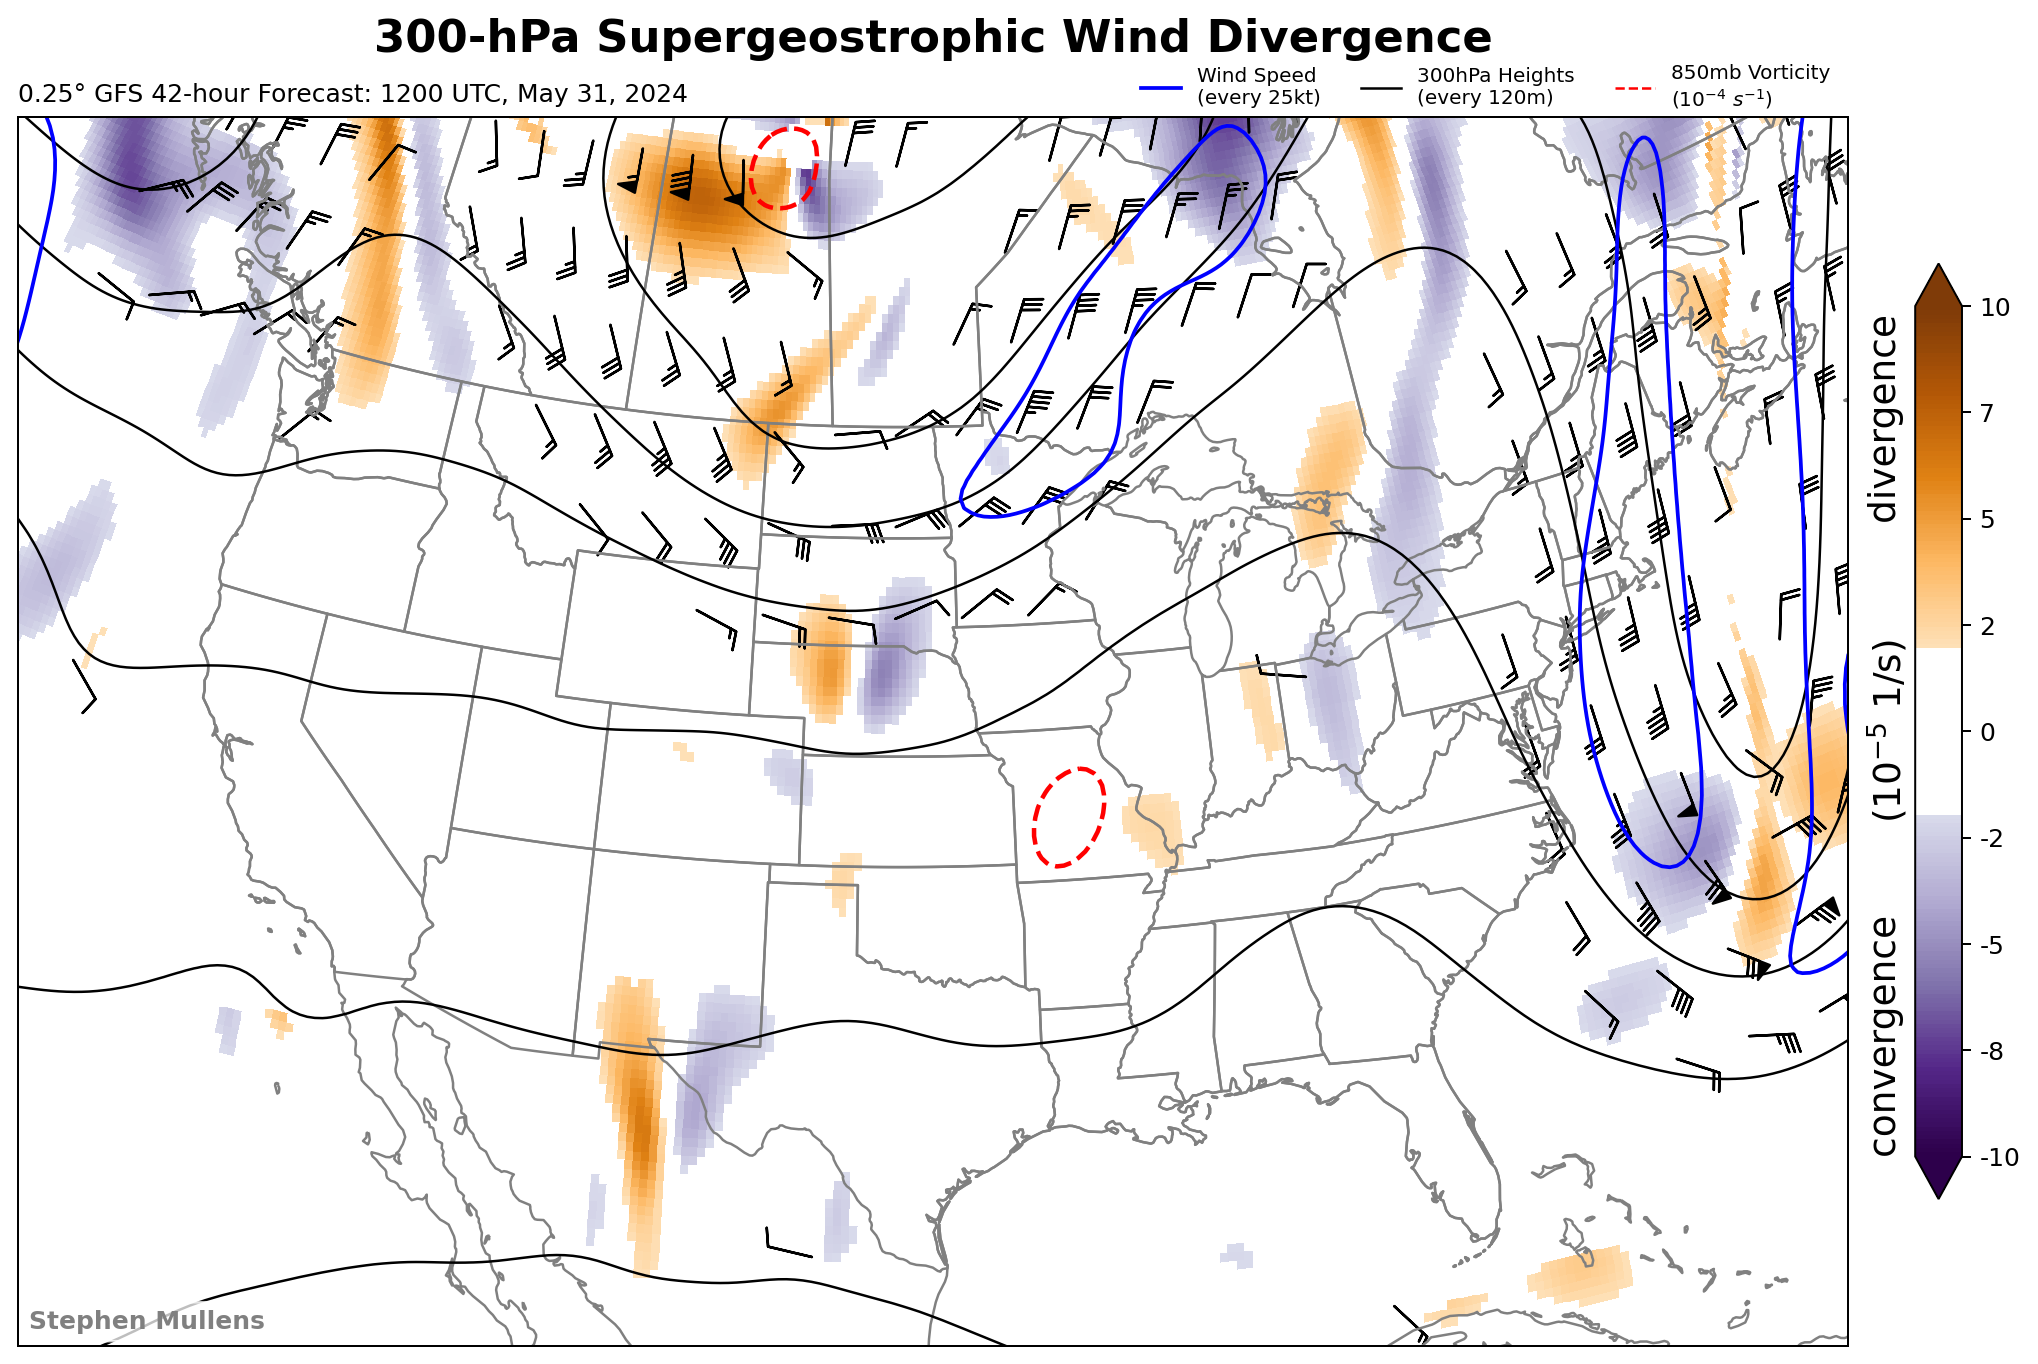 300-hPa Supergeostrophic Wind Divergence
0.25° GFS 42-hour Forecast: 1200 UTC, May 31, 2024
Wind Speed
(every 25kt)
300hPa Heights
(every 120m)
850mb Vorticity
(10⁻⁴ s⁻¹)
10
7
5
2
0
-2
-5
-8
-10
convergence (10⁻⁵ 1/s) divergence
Stephen Mullens